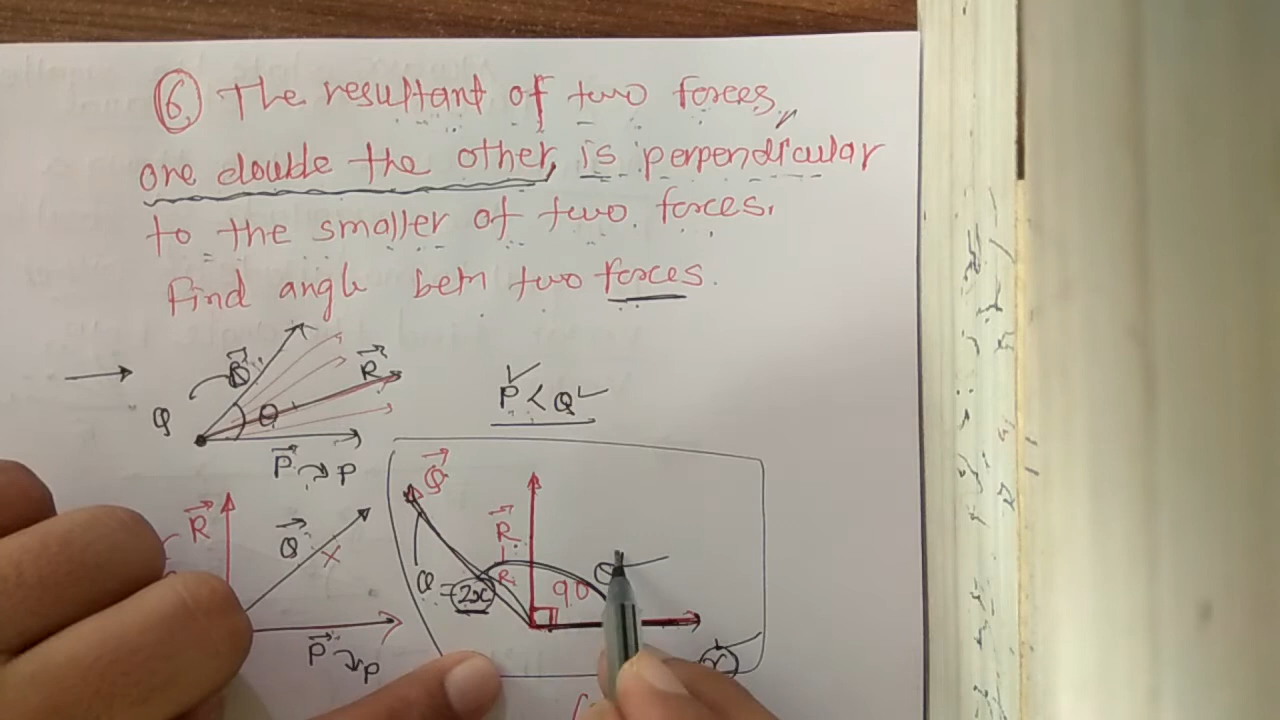 ⑥ The resultant of two forces,
one double the other, is perpendicular
to the smaller of two forces.
Find angle betn two forces.
B R
Q θ
P P
P < Q
Q
R R
Q R
Q = 2x 90 θ
P P x